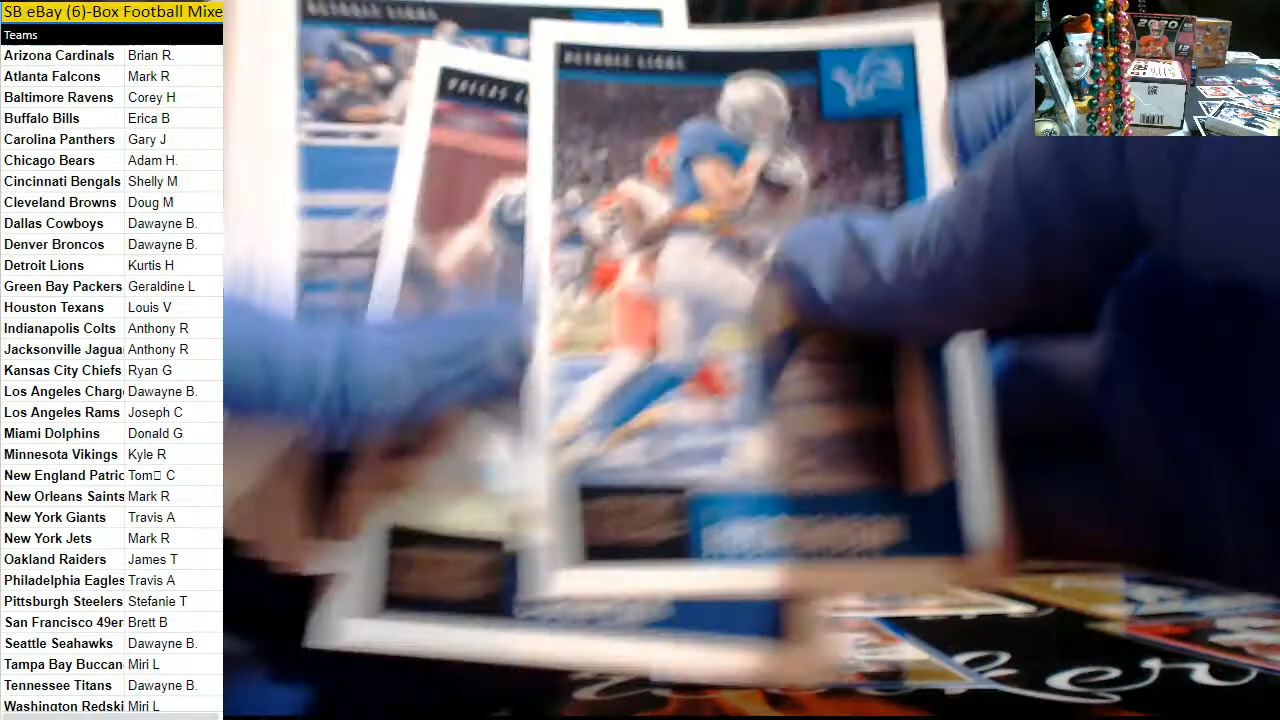 SB eBay (6)-Box Football Mixe
Teams
Arizona Cardinals Brian R.
Atlanta Falcons Mark R
Baltimore Ravens Corey H
Buffalo Bills Erica B
Carolina Panthers Gary J
Chicago Bears Adam H.
Cincinnati Bengals Shelly M
Cleveland Browns Doug M
Dallas Cowboys Dawayne B.
Denver Broncos Dawayne B.
Detroit Lions Kurtis H
Green Bay Packers Geraldine L
Houston Texans Louis V
Indianapolis Colts Anthony R
Jacksonville Jagua Anthony R
Kansas City Chiefs Ryan G
Los Angeles Charg Dawayne B.
Los Angeles Rams Joseph C
Miami Dolphins Donald G
Minnesota Vikings Kyle R
New England Patric Tom C
New Orleans Saints Mark R
New York Giants Travis A
New York Jets Mark R
Oakland Raiders James T
Philadelphia Eagles Travis A
Pittsburgh Steelers Stefanie T
San Francisco 49er Brett B
Seattle Seahawks Dawayne B.
Tampa Bay Buccan Miri L
Tennessee Titans Dawayne B.
Washington Redski Miri L
DETROIT LIONS
DETROIT LIONS
2020